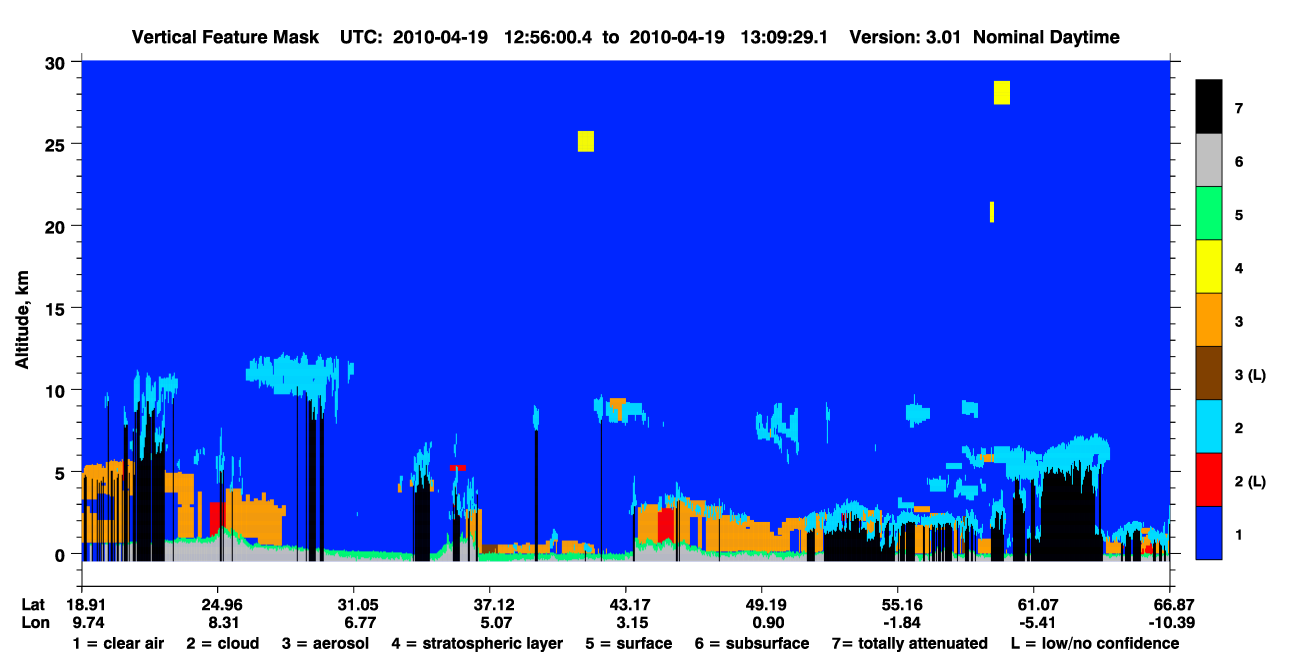 Vertical Feature Mask UTC: 2010-04-19 12:56:00.4 to 2010-04-19 13:09:29.1 Version: 3.01 Nominal Daytime
30
25
20
15
10
5
0
Altitude, km
7
6
5
4
3
3 (L)
2
2 (L)
1
Lat 18.91 24.96 31.05 37.12 43.17 49.19 55.16 61.07 66.87
Lon 9.74 8.31 6.77 5.07 3.15 0.90 -1.84 -5.41 -10.39
1 = clear air 2 = cloud 3 = aerosol 4 = stratospheric layer 5 = surface 6 = subsurface 7= totally attenuated L = low/no confidence